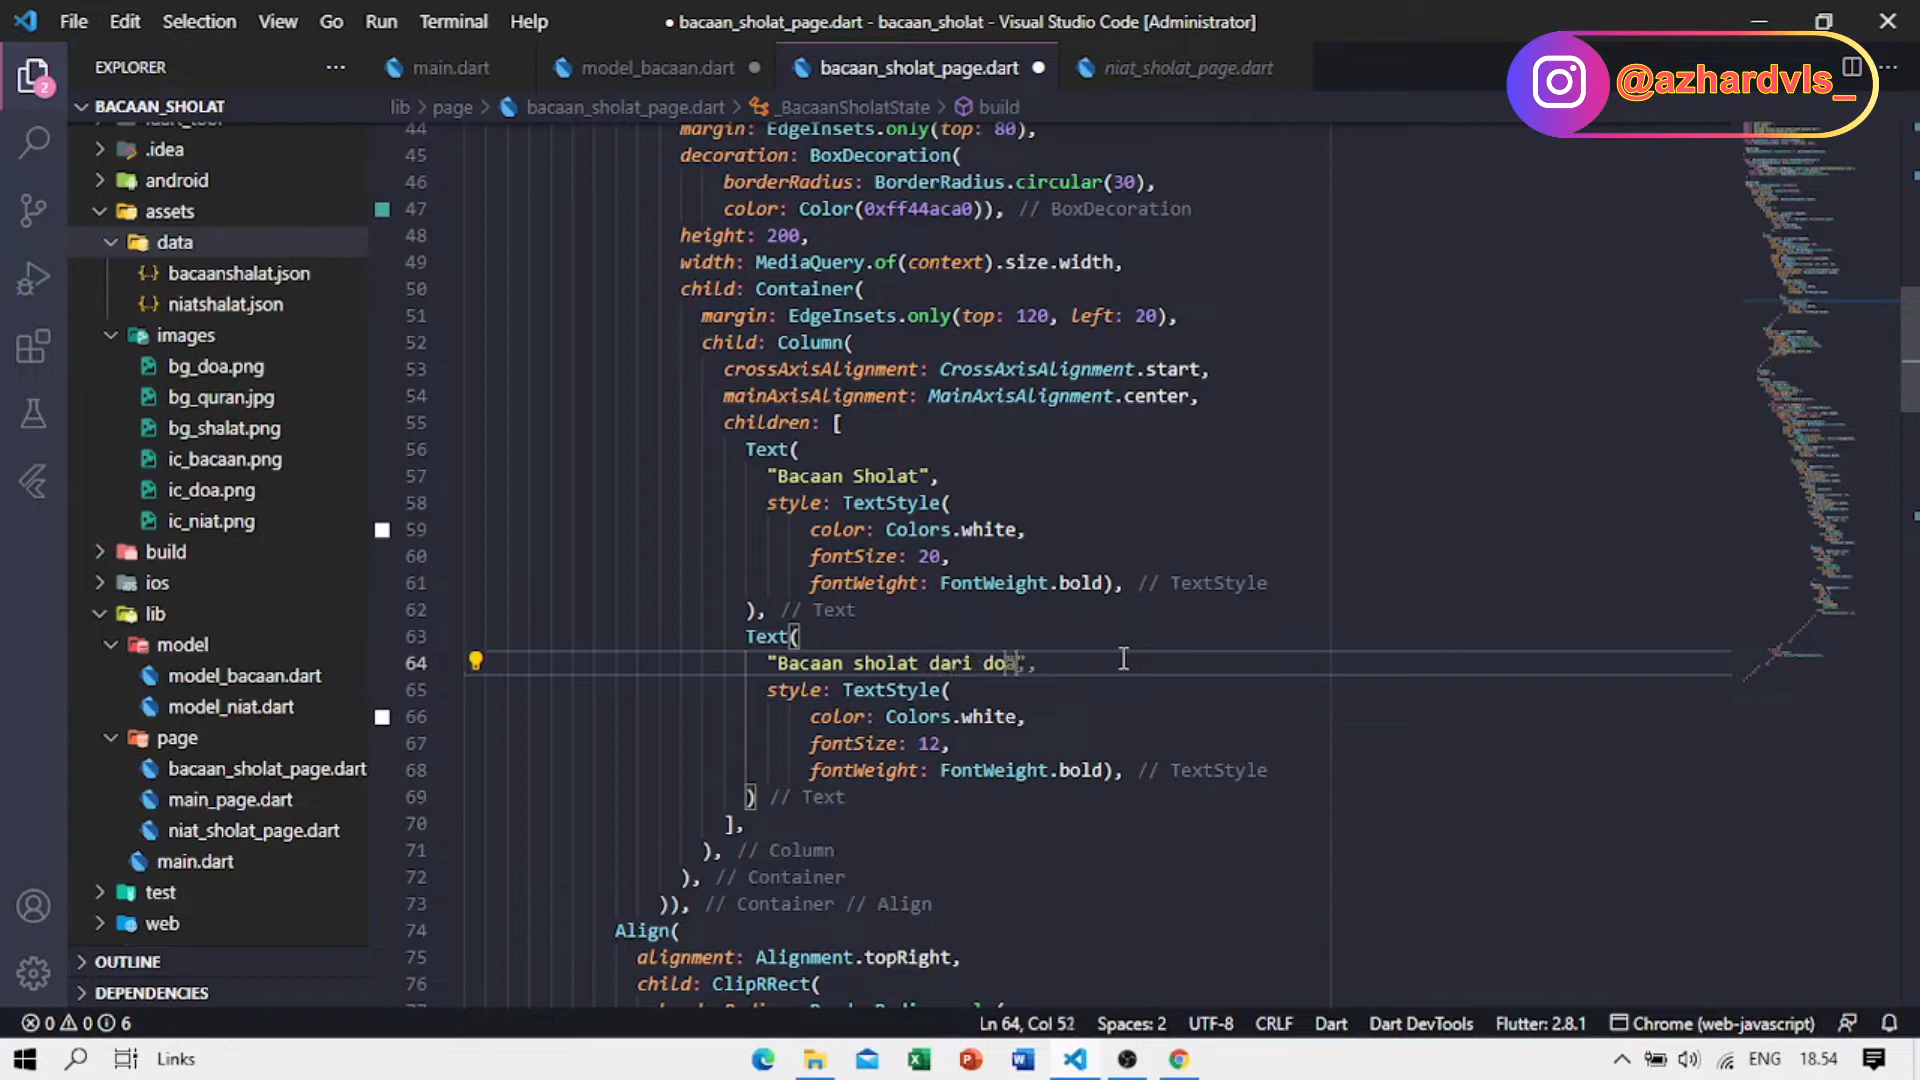 File Edit Selection View Go Run Terminal Help
● bacaan_sholat_page.dart - bacaan_sholat - Visual Studio Code [Administrator]
@azhardvls_
EXPLORER
main.dart
model_bacaan.dart
bacaan_sholat_page.dart
niat_sholat_page.dart
lib > page > bacaan_sholat_page.dart > _BacaanSholatState > build
BACAAN_SHOLAT
.idea
android
assets
data
bacaanshalat.json
niatshalat.json
images
bg_doa.png
bg_quran.jpg
bg_shalat.png
ic_bacaan.png
ic_doa.png
ic_niat.png
build
ios
lib
model
model_bacaan.dart
model_niat.dart
page
bacaan_sholat_page.dart
main_page.dart
niat_sholat_page.dart
main.dart
test
web
OUTLINE
DEPENDENCIES
44 margin: EdgeInsets.only(top: 80),
45 decoration: BoxDecoration(
46 borderRadius: BorderRadius.circular(30),
47 color: Color(0xff44aca0)), // BoxDecoration
48 height: 200,
49 width: MediaQuery.of(context).size.width,
50 child: Container(
51 margin: EdgeInsets.only(top: 120, left: 20),
52 child: Column(
53 crossAxisAlignment: CrossAxisAlignment.start,
54 mainAxisAlignment: MainAxisAlignment.center,
55 children: [
56 Text(
57 "Bacaan Sholat",
58 style: TextStyle(
59 color: Colors.white,
60 fontSize: 20,
61 fontWeight: FontWeight.bold), // TextStyle
62 ), // Text
63 Text(
64 "Bacaan sholat dari doa",
65 style: TextStyle(
66 color: Colors.white,
67 fontSize: 12,
68 fontWeight: FontWeight.bold), // TextStyle
69 ) // Text
70 ],
71 ), // Column
72 ), // Container
73 )), // Container // Align
74 Align(
75 alignment: Alignment.topRight,
76 child: ClipRRect(
0 0 6
Ln 64, Col 52 Spaces: 2 UTF-8 CRLF Dart Dart DevTools Flutter: 2.8.1 Chrome (web-javascript)
Links
ENG 18.54